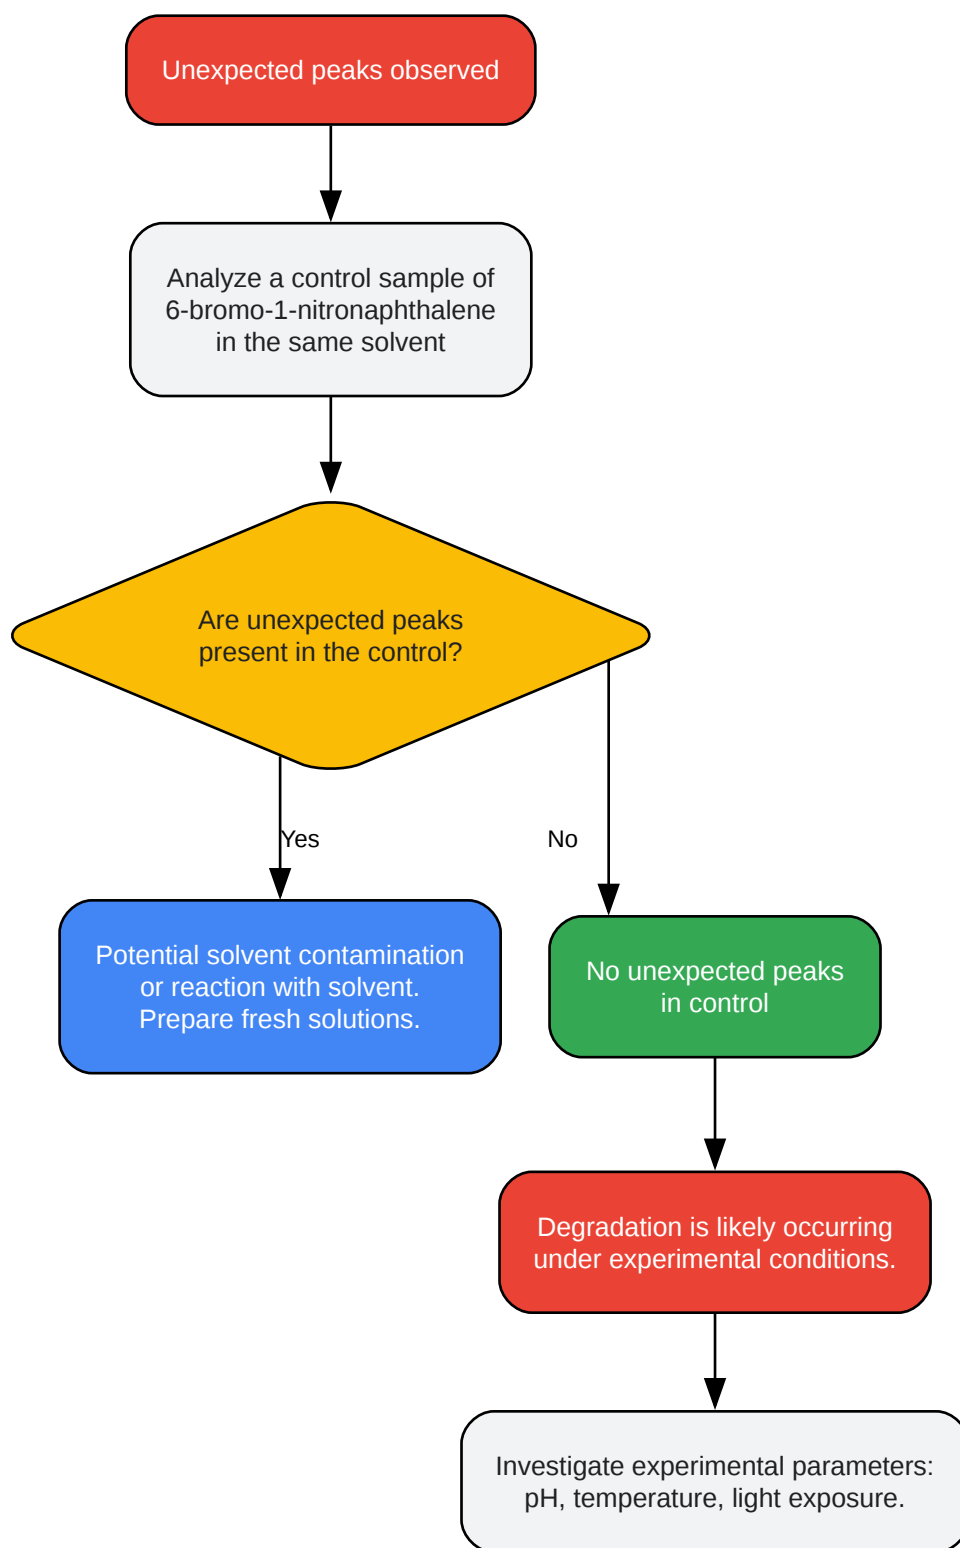 Unexpected peaks observed
Analyze a control sample of
6-bromo-1-nitronaphthalene
in the same solvent
Are unexpected peaks
present in the control?
Yes
No
Potential solvent contamination
or reaction with solvent.
Prepare fresh solutions.
No unexpected peaks
in control
Degradation is likely occurring
under experimental conditions.
Investigate experimental parameters:
pH, temperature, light exposure.